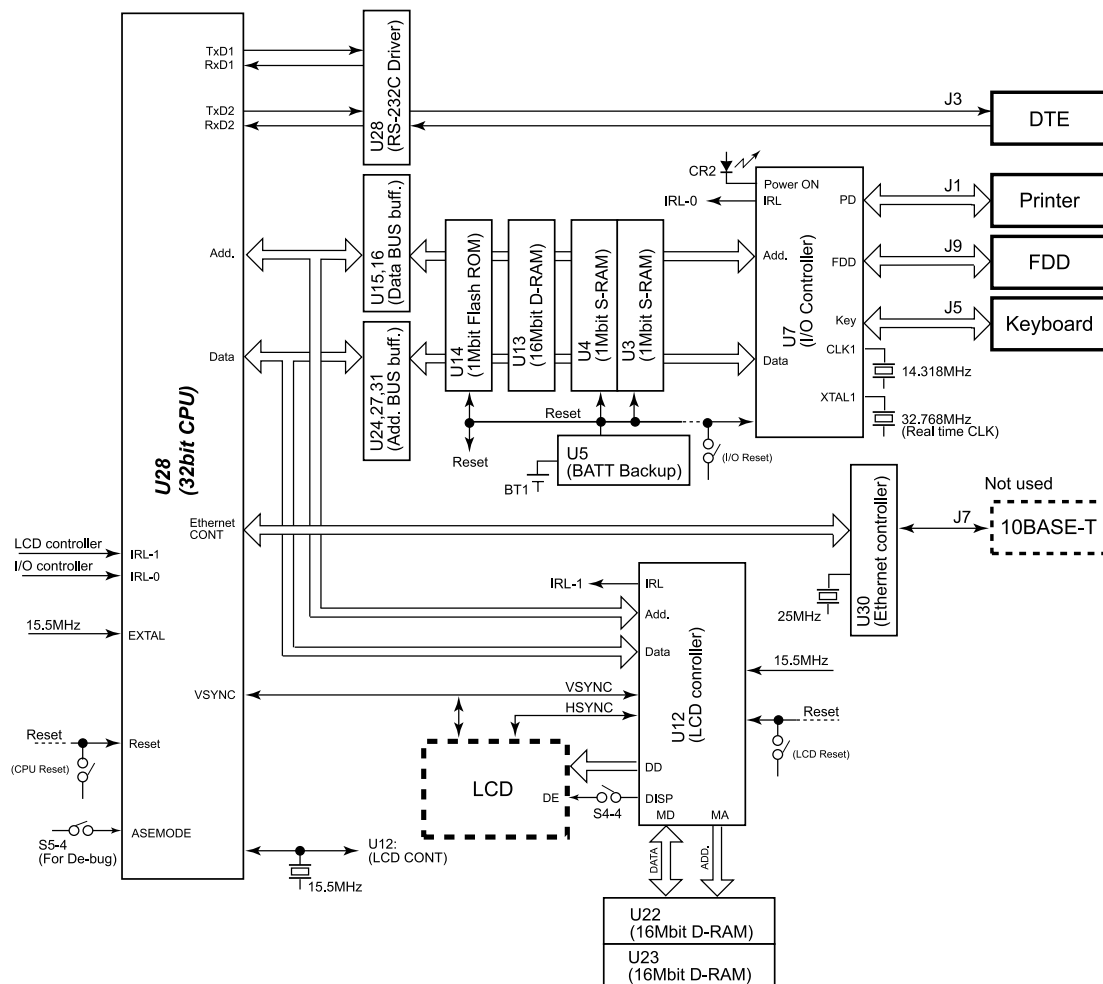 TxD1
RxD1
TxD2
RxD2
U28
(RS-232C Driver)
J3
DTE
CR2
Power ON
IRL-0
IRL
PD
J1
Printer
Add.
U15,16
(Data BUS buff.)
U14
(1Mbit Flash ROM)
U13
(16Mbit D-RAM)
U4
(1Mbit S-RAM)
U3
(1Mbit S-RAM)
Add.
U7
(I/O Controller)
FDD
J9
FDD
Key
J5
Keyboard
Data
U24,27,31
(Add. BUS buff.)
Data
CLK1
14.318MHz
XTAL1
32.768MHz
(Real time CLK)
Reset
Reset
U5
(BATT Backup)
BT1
(I/O Reset)
U28
(32bit CPU)
Not used
Ethernet
CONT
U30
(Ethernet controller)
J7
10BASE-T
25MHz
LCD controller
IRL-1
I/O controller
IRL-0
IRL-1
IRL
15.5MHz
EXTAL
Add.
Data
U12
(LCD conroller)
15.5MHz
VSYNC
VSYNC
HSYNC
Reset
(LCD Reset)
Reset
Reset
(CPU Reset)
LCD
DD
DE
DISP
S4-4
MD
MA
S5-4
(For De-bug)
ASEMODE
U12:
(LCD CONT)
15.5MHz
DATA
ADD.
U22
(16Mbit D-RAM)
U23
(16Mbit D-RAM)